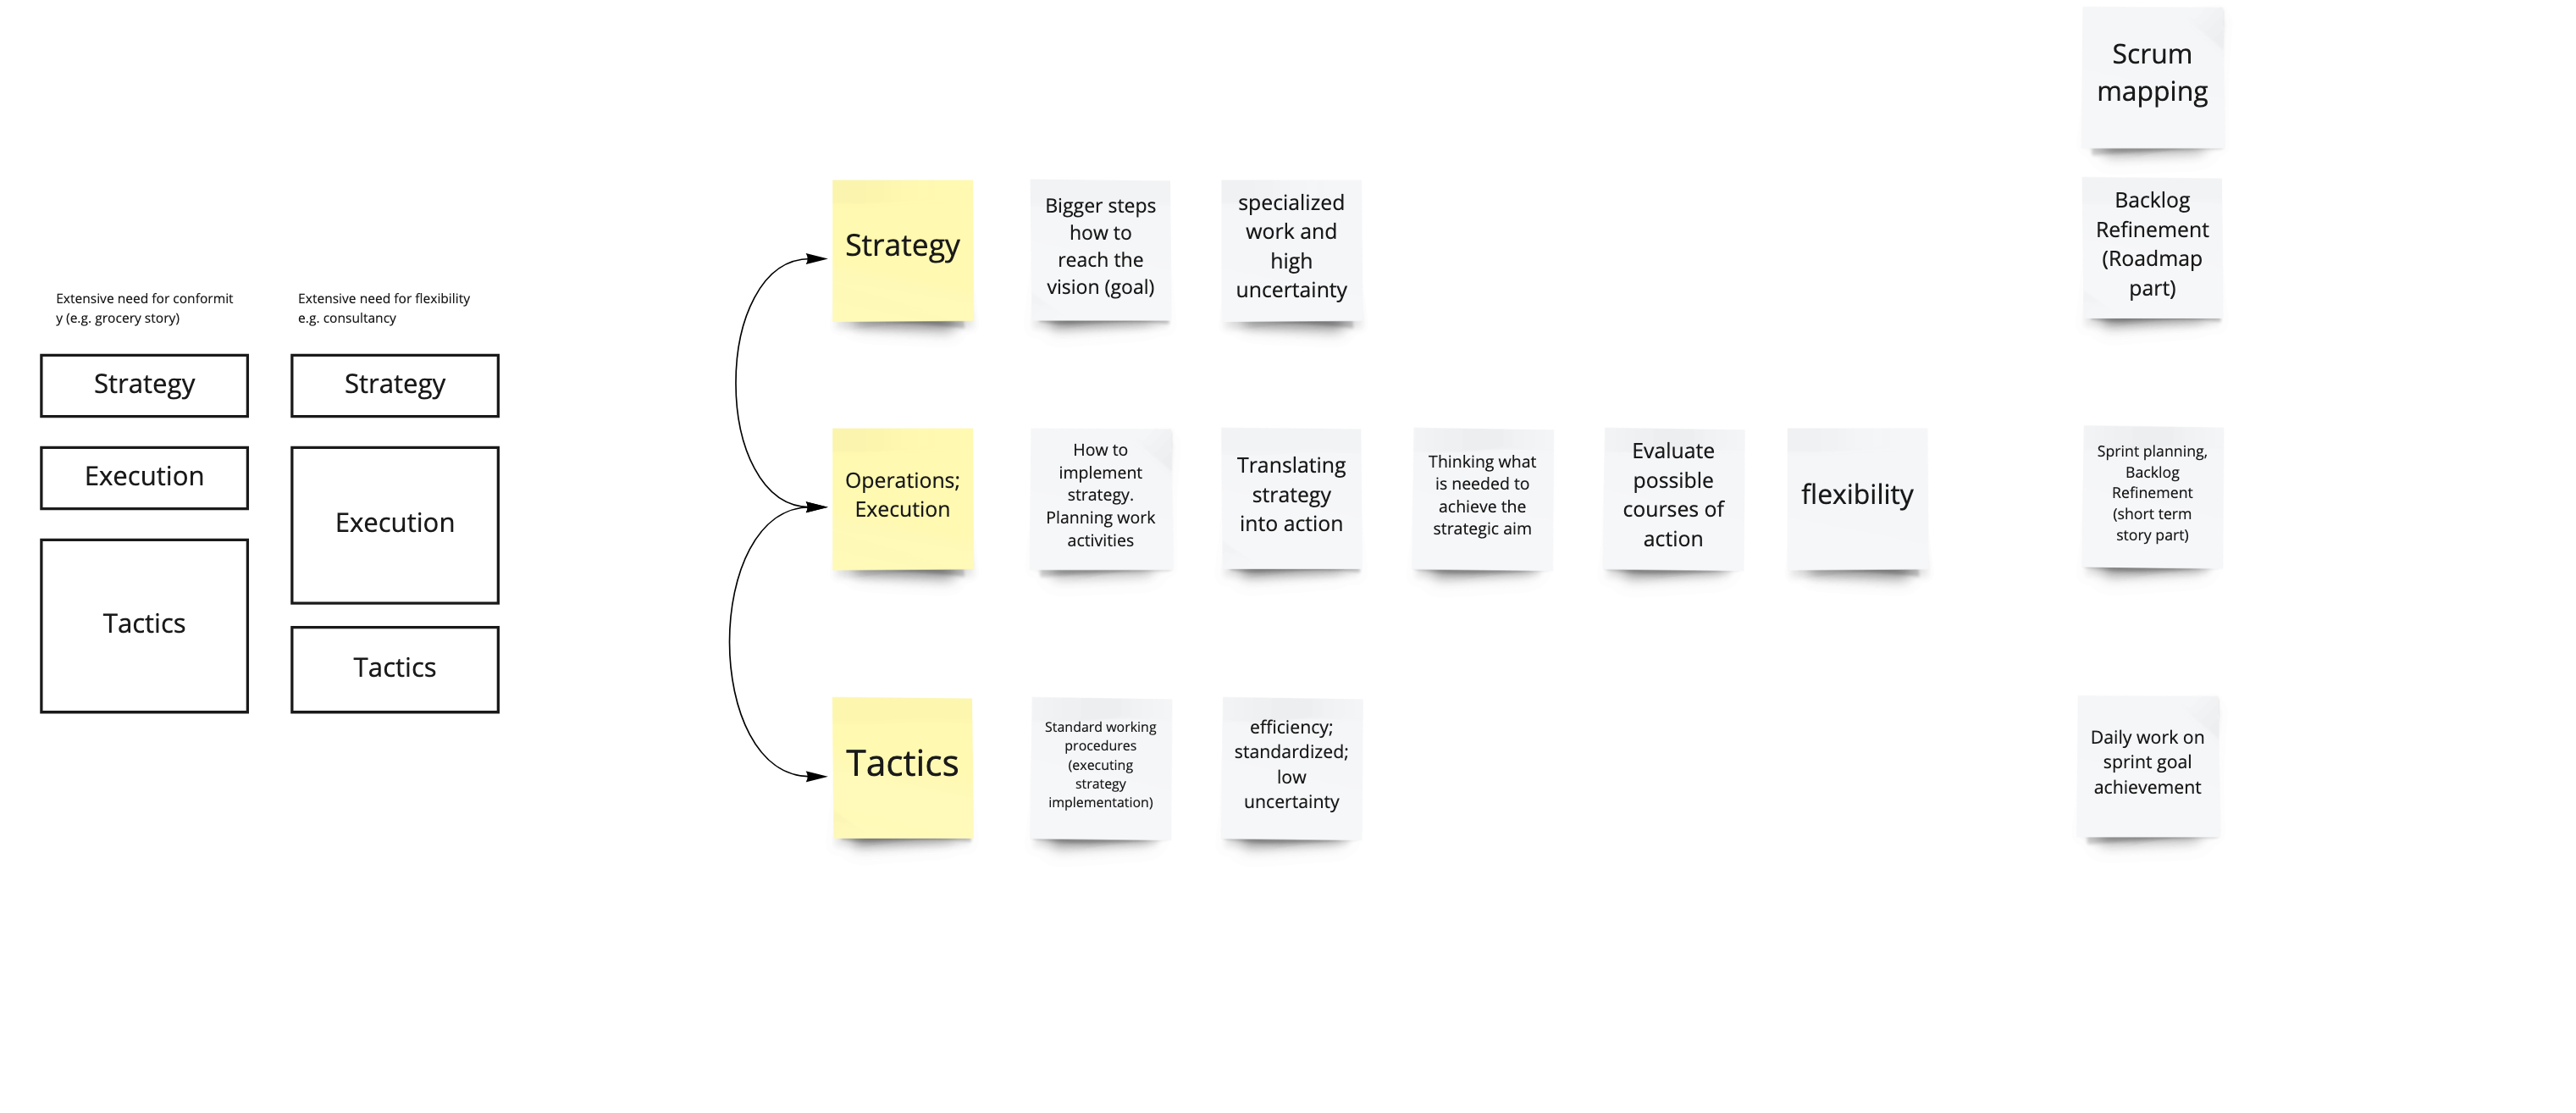 Scrum
mapping
Strategy
Bigger steps
how to
reach the
vision (goal)
specialized
work and
high
uncertainty
Backlog
Refinement
(Roadmap
part)
Extensive need for conformit
y (e.g. grocery story)
Extensive need for flexibility
e.g. consultancy
Strategy
Execution
Tactics
Strategy
Execution
Tactics
Operations;
Execution
How to
implement
strategy.
Planning work
activities
Translating
strategy
into action
Thinking what
is needed to
achieve the
strategic aim
Evaluate
possible
courses of
action
flexibility
Sprint planning,
Backlog
Refinement
(short term
story part)
Tactics
Standard working
procedures
(executing
strategy
implementation)
efficiency;
standardized;
low
uncertainty
Daily work on
sprint goal
achievement